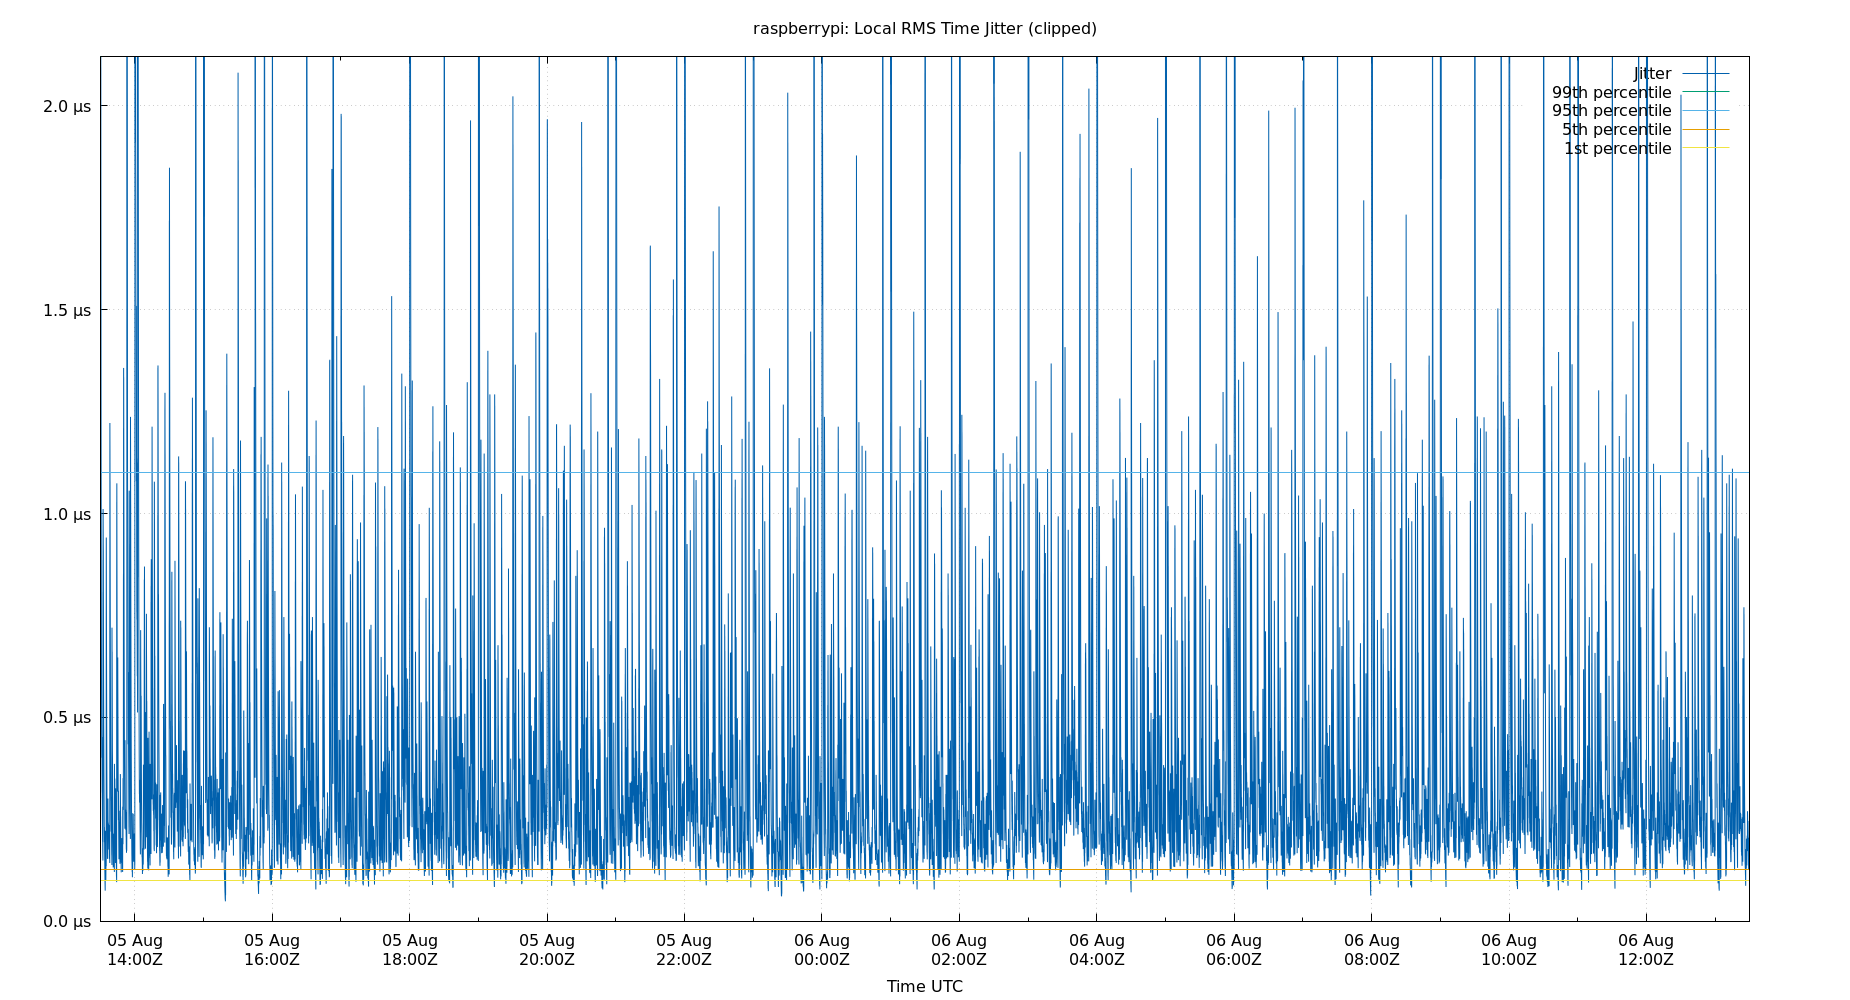 raspberrypi: Local RMS Time Jitter (clipped)
Jitter
99th percentile
95th percentile
5th percentile
1st percentile
2.0 µs
1.5 µs
1.0 µs
0.5 µs
0.0 µs
05 Aug 05 Aug 05 Aug 05 Aug 05 Aug 06 Aug 06 Aug 06 Aug 06 Aug 06 Aug 06 Aug 06 Aug
14:00Z 16:00Z 18:00Z 20:00Z 22:00Z 00:00Z 02:00Z 04:00Z 06:00Z 08:00Z 10:00Z 12:00Z
Time UTC